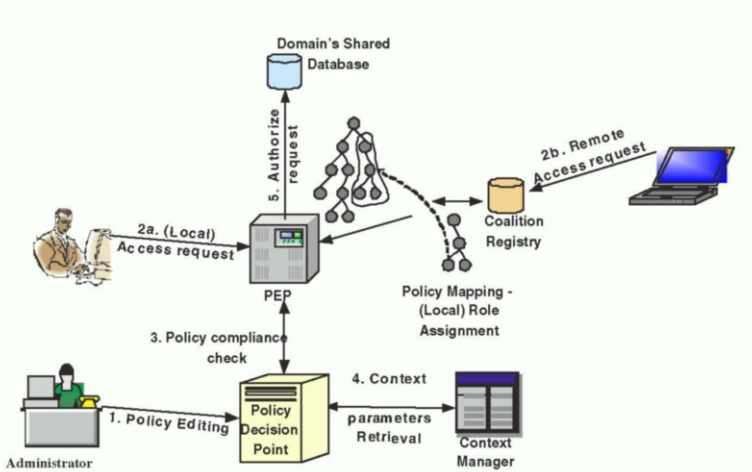 Domain's Shared
Database
5. Authorize
request
2b. Remote
Access request
2a. (Local)
Access request
Coalition
Registry
PEP
Policy Mapping -
(Local) Role
Assignment
3. Policy compliance
check
4. Context
parameters
Retrieval
1. Policy Editing
Policy
Decision
Point
Context
Manager
Administrator